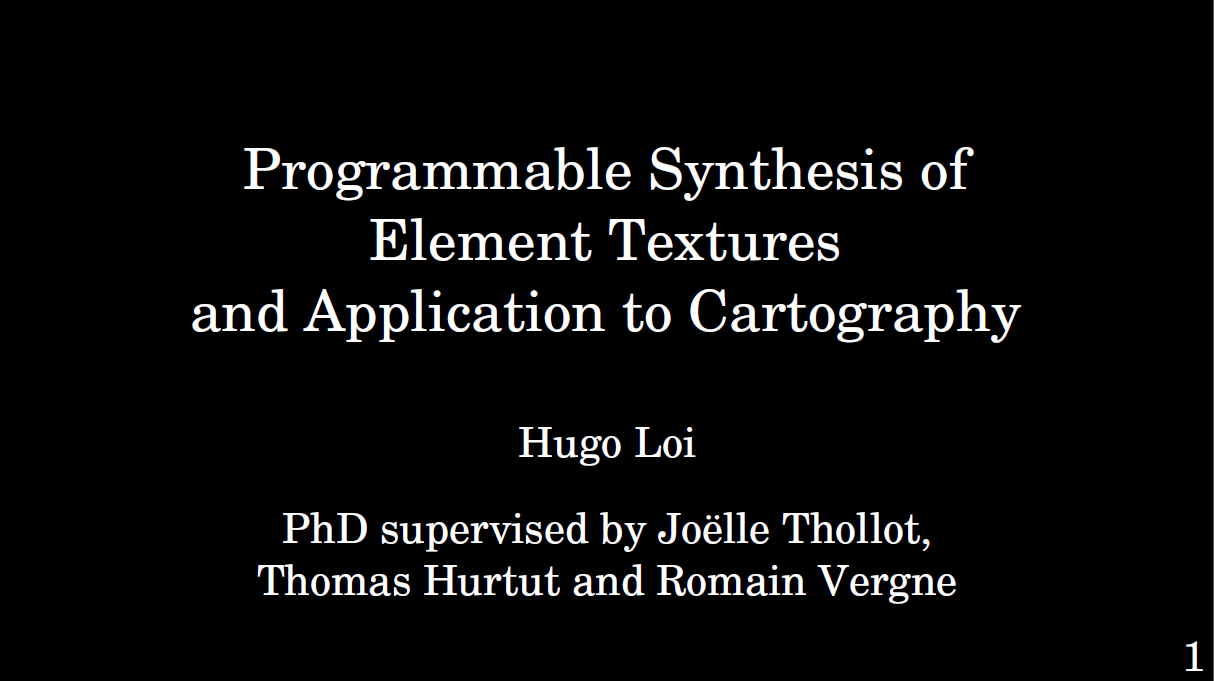 Programmable Synthesis of
Element Textures
and Application to Cartography
Hugo Loi
PhD supervised by Joëlle Thollot,
Thomas Hurtut and Romain Vergne
1